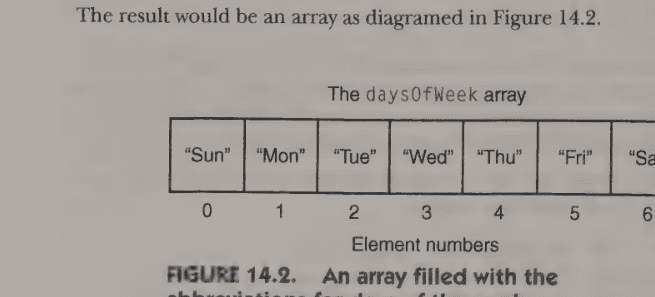 The result would be an array as diagramed in Figure 14.2.
The daysOfWeek array
"Sun" "Mon" "Tue" "Wed" "Thu" "Fri" "Sa
0 1 2 3 4 5 6
Element numbers
FIGURE 14.2. An array filled with the